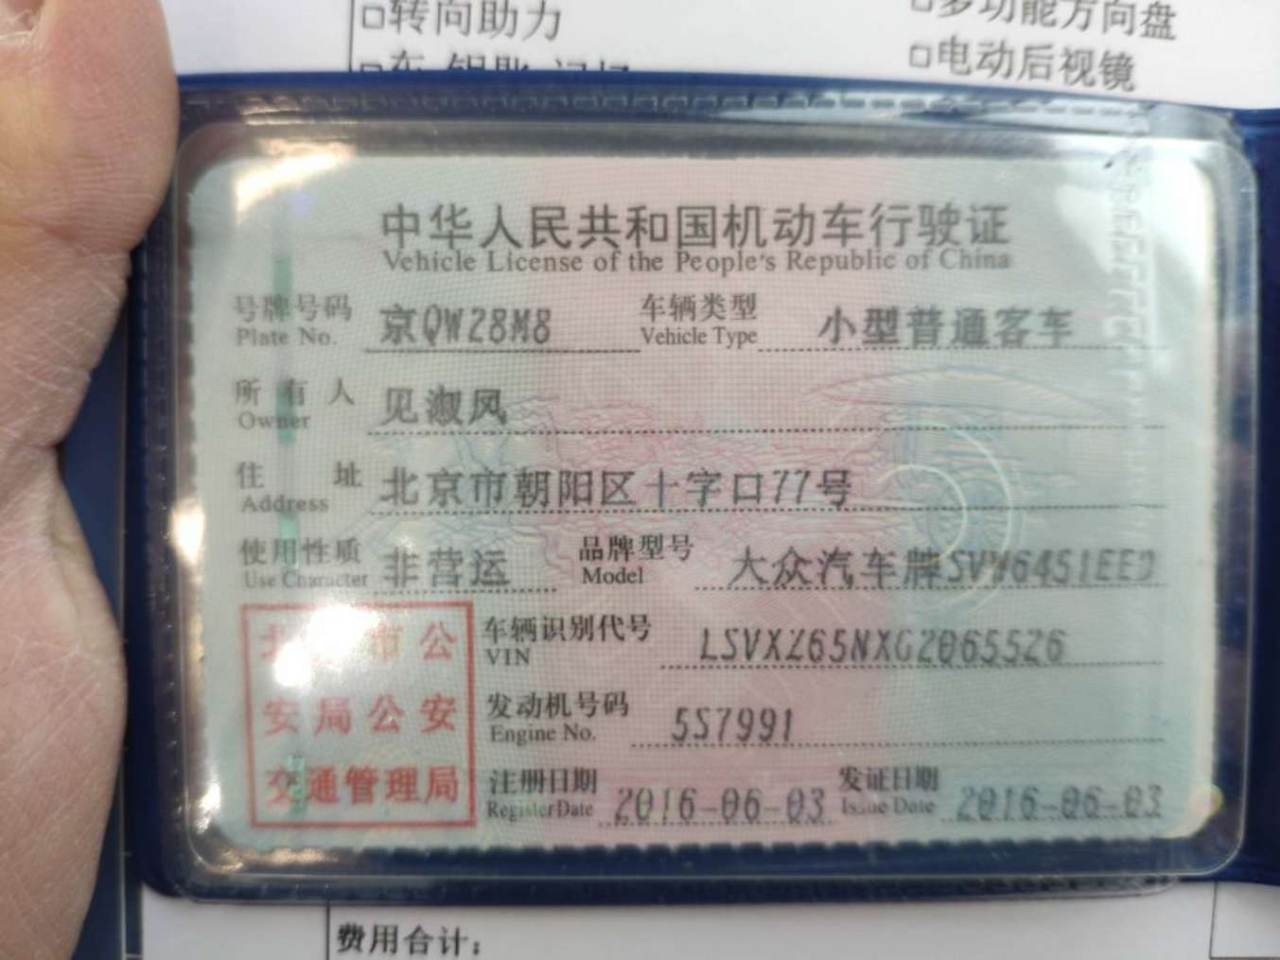 □转向助力 □多功能方向盘
□电动后视镜
中华人民共和国机动车行驶证
Vehicle License of the People's Republic of China
号牌号码 京QW28M8 车辆类型 小型普通客车
Plate No. Vehicle Type
所有人 见淑风
Owner
住址 北京市朝阳区十字口77号
Address
使用性质 非营运 品牌型号 大众汽车牌SVW6451EED
Use Character Model
车辆识别代号 LSVXZ65NXG2065526
VIN
发动机号码 5S7991
Engine No.
注册日期 2016-06-03 发证日期 2016-06-03
Register Date Issue Date
北京市公
安局公安
交通管理局
费用合计: